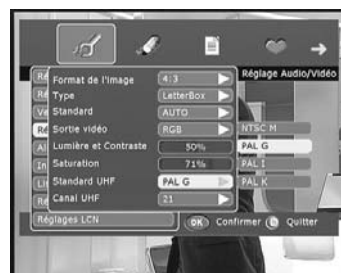 Réglage Audio/Vidéo
Format de l'image 4:3
Type LetterBox
Standard AUTO
Sortie vidéo RGB
Lumière et Contraste 50%
Saturation 71%
Standard UHF PAL G
Canal UHF 21
NTSC M
PAL G
PAL I
PAL K
Réglages LCN
OK Confirmer Quitter